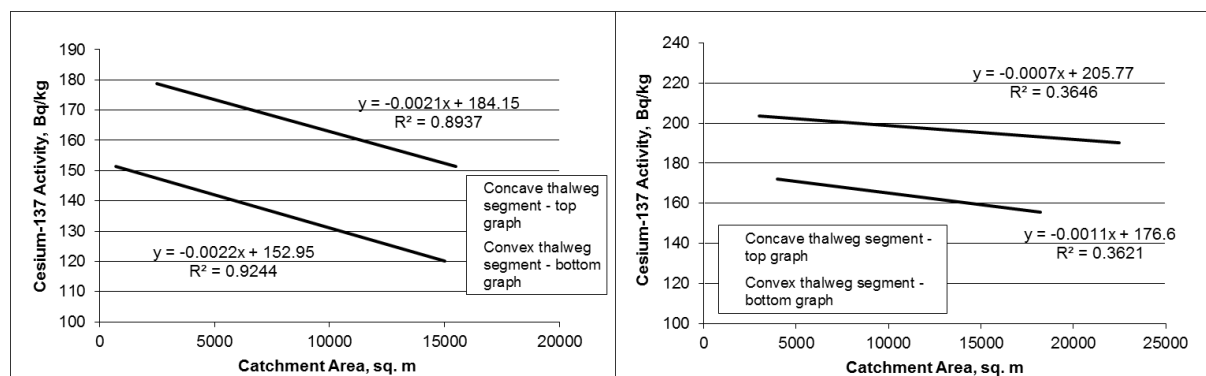 190
180
170
160
150
140
130
120
110
100
0
5000
10000
15000
20000
Cesium-137 Activity, Bq/kg
Catchment Area, sq. m
y = -0.0021x + 184.15
R² = 0.8937
y = -0.0022x + 152.95
R² = 0.9244
Concave thalweg
segment - top
graph
Convex thalweg
segment - bottom
graph
240
220
200
180
160
140
120
100
0
5000
10000
15000
20000
25000
Cesium-137 Activity, Bq/kg
Catchment Area, sq. m
y = -0.0007x + 205.77
R² = 0.3646
y = -0.0011x + 176.6
R² = 0.3621
Concave thalweg segment -
top graph
Convex thalweg segment -
bottom graph